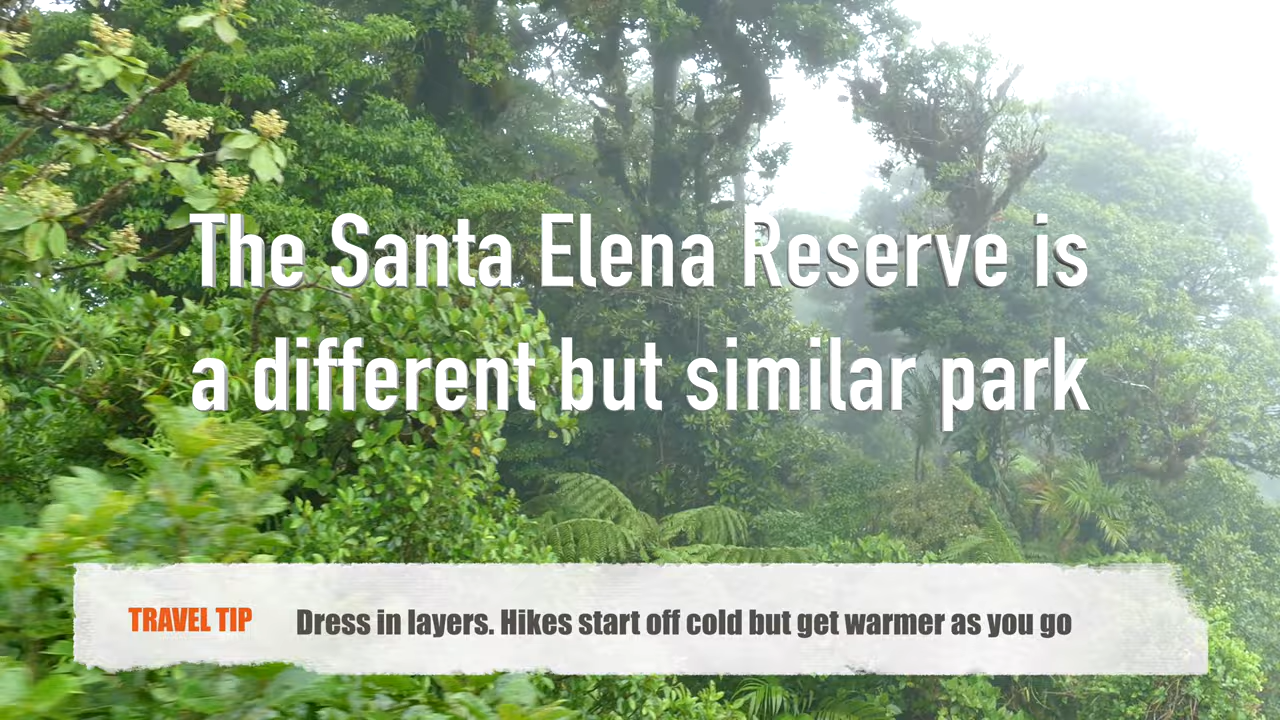 The Santa Elena Reserve is
a different but similar park
TRAVEL TIP Dress in layers. Hikes start off cold but get warmer as you go